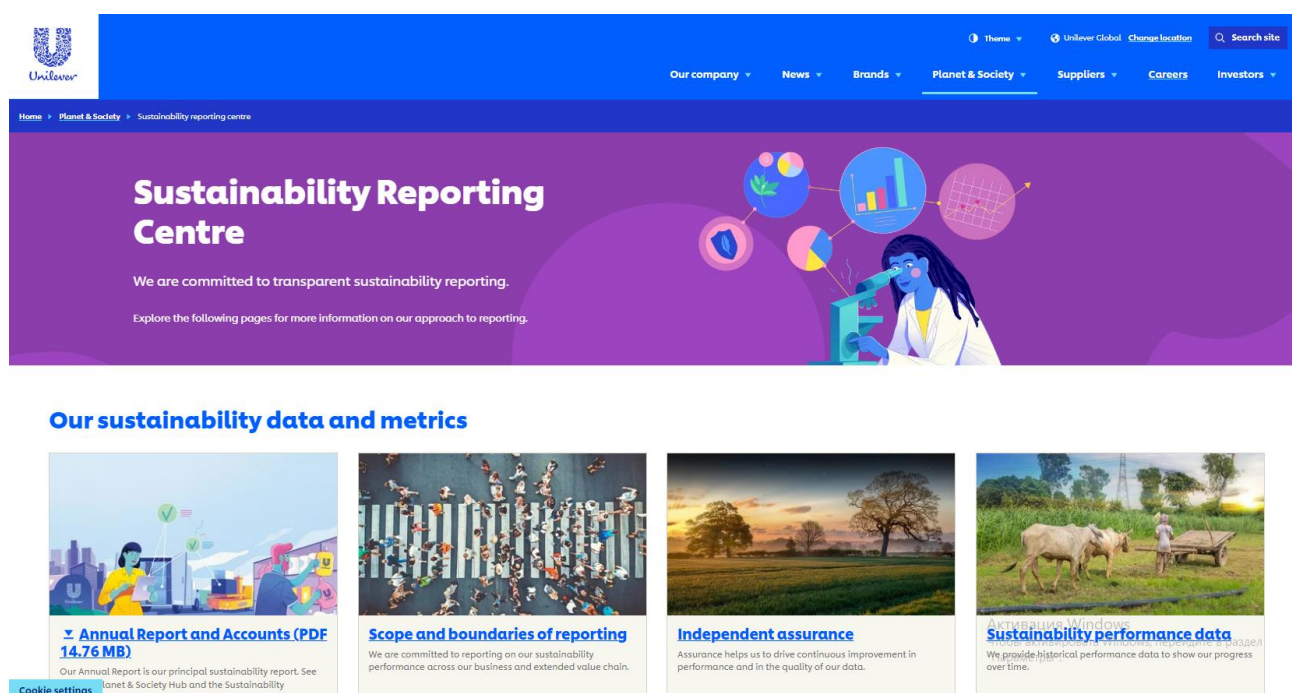 Unilever
Theme
Unilever Global Change location
Search site
Our company
News
Brands
Planet & Society
Suppliers
Careers
Investors
Home Planet & Society Sustainability reporting centre
Sustainability Reporting
Centre
We are committed to transparent sustainability reporting.
Explore the following pages for more information on our approach to reporting.
Our sustainability data and metrics
Annual Report and Accounts (PDF
14.76 MB)
Our Annual Report is our principal sustainability report. See
lanet & Society Hub and the Sustainability
Scope and boundaries of reporting
We are committed to reporting on our sustainability
performance across our business and extended value chain.
Independent assurance
Assurance helps us to drive continuous improvement in
performance and in the quality of our data.
Sustainability performance data
We provide historical performance data to show our progress
over time.
Активация Windows
Чтобы активировать Windows, перейдите в раздел
"Параметры".
Cookie settings